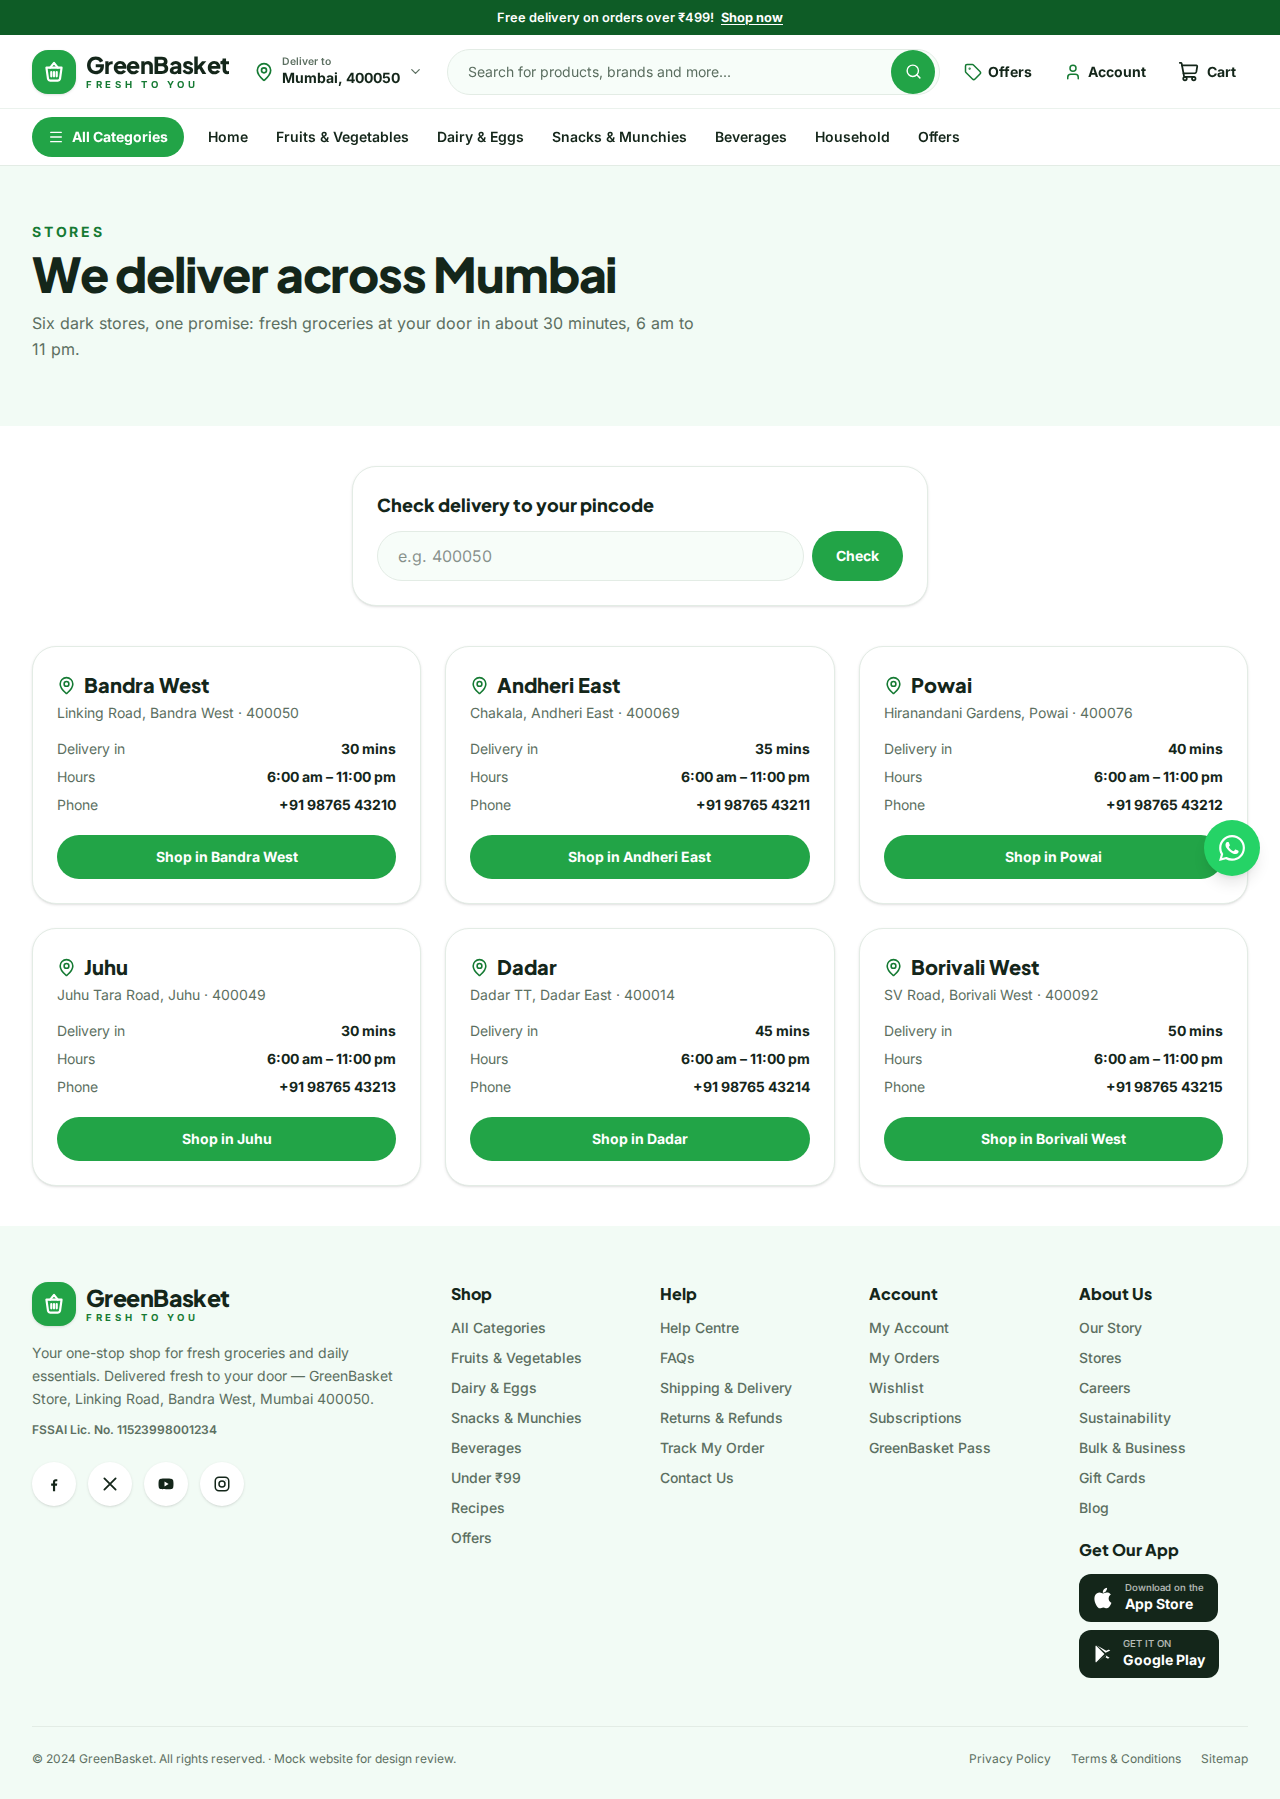 Free delivery on orders over ₹499! Shop now
GreenBasket
FRESH TO YOU
Deliver to
Mumbai, 400050
Search for products, brands and more...
Offers
Account
Cart
All Categories
Home
Fruits & Vegetables
Dairy & Eggs
Snacks & Munchies
Beverages
Household
Offers
STORES
We deliver across Mumbai
Six dark stores, one promise: fresh groceries at your door in about 30 minutes, 6 am to
11 pm.
Check delivery to your pincode
e.g. 400050
Check
Bandra West
Linking Road, Bandra West · 400050
Delivery in 30 mins
Hours 6:00 am – 11:00 pm
Phone +91 98765 43210
Shop in Bandra West
Andheri East
Chakala, Andheri East · 400069
Delivery in 35 mins
Hours 6:00 am – 11:00 pm
Phone +91 98765 43211
Shop in Andheri East
Powai
Hiranandani Gardens, Powai · 400076
Delivery in 40 mins
Hours 6:00 am – 11:00 pm
Phone +91 98765 43212
Shop in Powai
Juhu
Juhu Tara Road, Juhu · 400049
Delivery in 30 mins
Hours 6:00 am – 11:00 pm
Phone +91 98765 43213
Shop in Juhu
Dadar
Dadar TT, Dadar East · 400014
Delivery in 45 mins
Hours 6:00 am – 11:00 pm
Phone +91 98765 43214
Shop in Dadar
Borivali West
SV Road, Borivali West · 400092
Delivery in 50 mins
Hours 6:00 am – 11:00 pm
Phone +91 98765 43215
Shop in Borivali West
GreenBasket
FRESH TO YOU
Your one-stop shop for fresh groceries and daily
essentials. Delivered fresh to your door — GreenBasket
Store, Linking Road, Bandra West, Mumbai 400050.
FSSAI Lic. No. 11523998001234
Shop
All Categories
Fruits & Vegetables
Dairy & Eggs
Snacks & Munchies
Beverages
Under ₹99
Recipes
Offers
Help
Help Centre
FAQs
Shipping & Delivery
Returns & Refunds
Track My Order
Contact Us
Account
My Account
My Orders
Wishlist
Subscriptions
GreenBasket Pass
About Us
Our Story
Stores
Careers
Sustainability
Bulk & Business
Gift Cards
Blog
Get Our App
Download on the
App Store
GET IT ON
Google Play
© 2024 GreenBasket. All rights reserved. · Mock website for design review.
Privacy Policy
Terms & Conditions
Sitemap